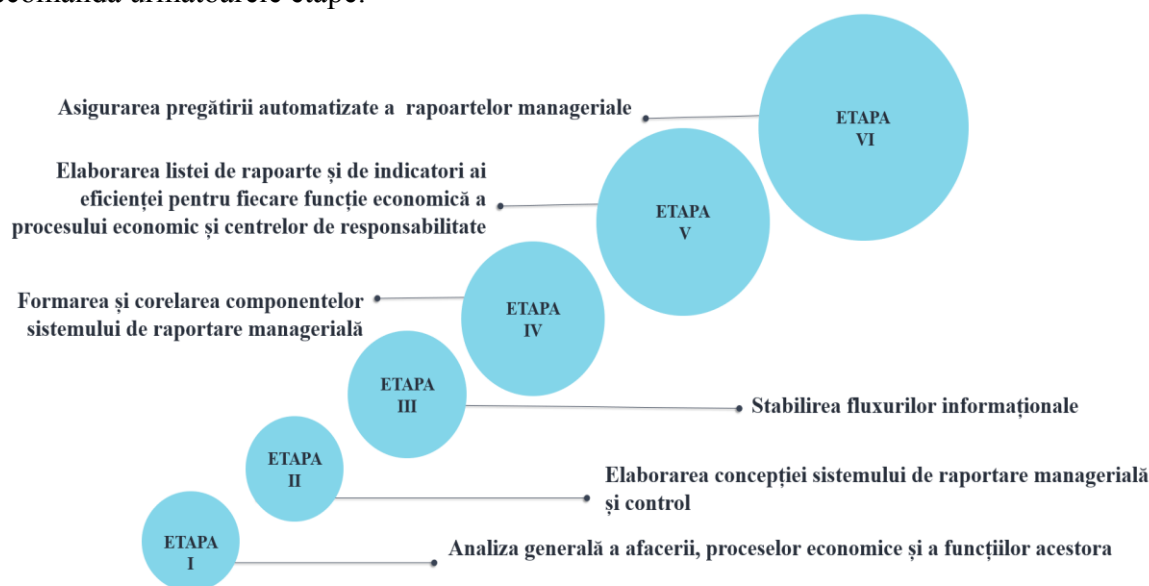 Asigurarea pregătirii automatizate a rapoartelor manageriale
ETAPA
VI
Elaborarea listei de rapoarte și de indicatori ai
eficienței pentru fiecare funcție economică a
procesului economic și centrelor de responsabilitate
ETAPA
V
Formarea și corelarea componentelor
sistemului de raportare managerială
ETAPA
IV
ETAPA
III
Stabilirea fluxurilor informaționale
ETAPA
II
Elaborarea concepției sistemului de raportare managerială
și control
ETAPA
I
Analiza generală a afacerii, proceselor economice și a funcțiilor acestora